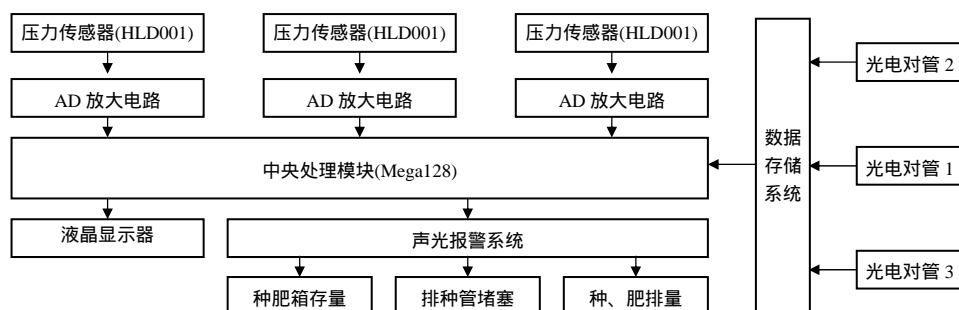 压力传感器(HLD001)
压力传感器(HLD001)
压力传感器(HLD001)
光电对管 2
AD 放大电路
AD 放大电路
AD 放大电路
数据
存储
系统
中央处理模块(Mega128)
光电对管 1
液晶显示器
声光报警系统
光电对管 3
种肥箱存量
排种管堵塞
种、肥排量